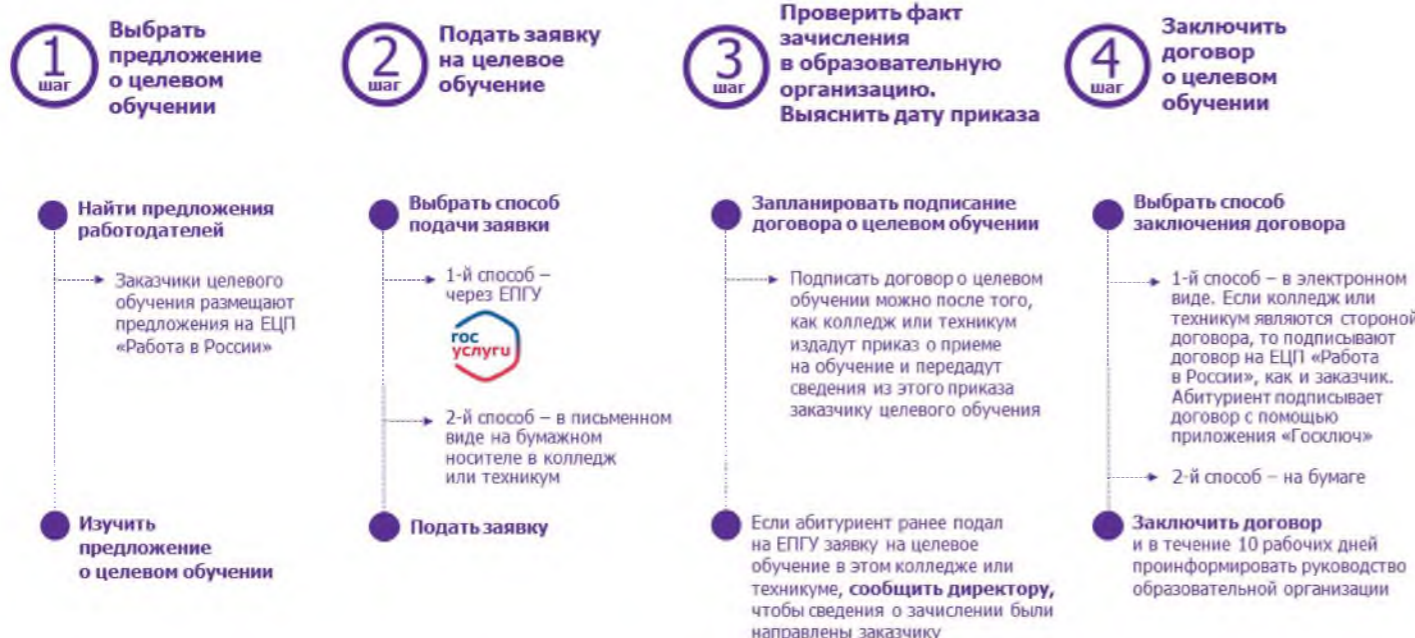 1
шаг
Выбрать
предложение
о целевом
обучении
2
шаг
Подать заявку
на целевое
обучение
3
шаг
Проверить факт
зачисления
в образовательную
организацию.
Выяснить дату приказа
4
шаг
Заключить
договор
о целевом
обучении
Найти предложения
работодателей
Заказчики целевого
обучения размещают
предложения на ЕЦП
«Работа в России»
Изучить
предложение
о целевом обучении
Выбрать способ
подачи заявки
1-й способ –
через ЕПГУ
гос
услуги
2-й способ – в письменном
виде на бумажном
носителе в колледж
или техникум
Подать заявку
Запланировать подписание
договора о целевом обучении
Подписать договор о целевом
обучении можно после того,
как колледж или техникум
издадут приказ о приеме
на обучение и передадут
сведения из этого приказа
заказчику целевого обучения
Если абитуриент ранее подал
на ЕПГУ заявку на целевое
обучение в этом колледже или
техникуме, сообщить директору,
чтобы сведения о зачислении были
направлены заказчику
Выбрать способ
заключения договора
1-й способ – в электронном
виде. Если колледж или
техникум являются стороной
договора, то подписывают
договор на ЕЦП «Работа
в России», как и заказчик.
Абитуриент подписывает
договор с помощью
приложения «Госключ»
2-й способ – на бумаге
Заключить договор
и в течение 10 рабочих дней
проинформировать руководство
образовательной организации